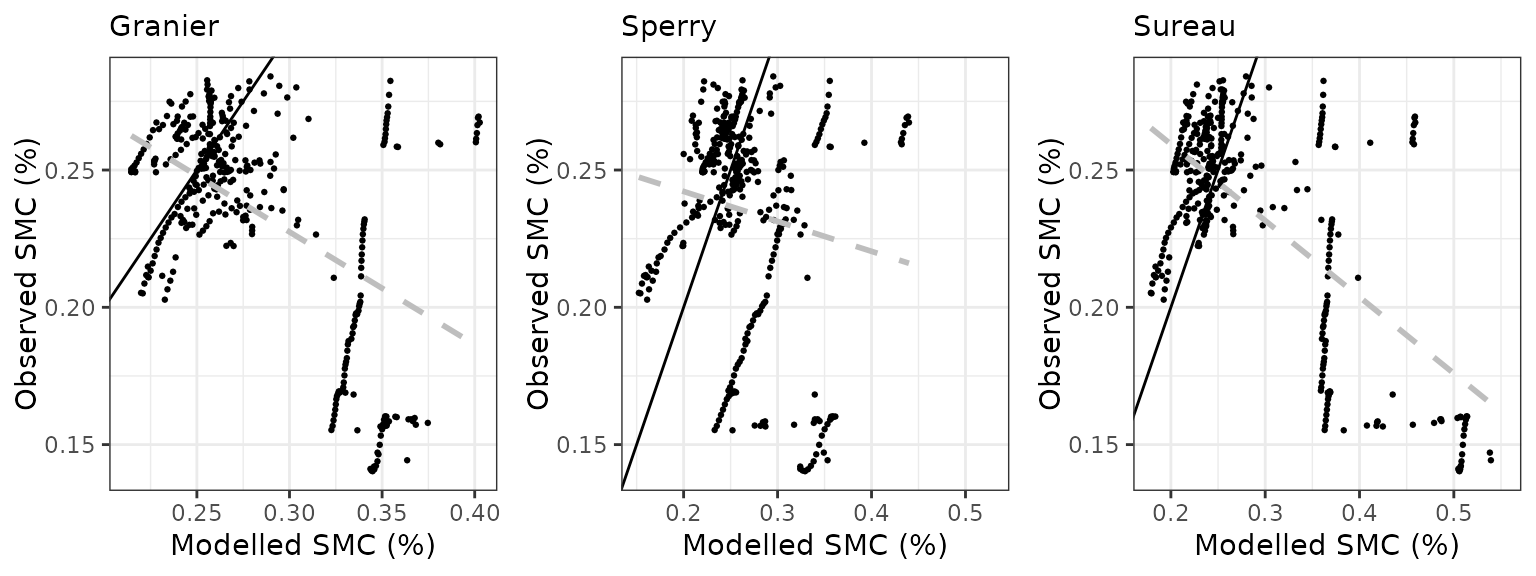 Granier
Observed SMC (%)
0.25
0.20
0.15
0.25 0.30 0.35 0.40
Modelled SMC (%)
Sperry
Observed SMC (%)
0.25
0.20
0.15
0.2 0.3 0.4 0.5
Modelled SMC (%)
Sureau
Observed SMC (%)
0.25
0.20
0.15
0.2 0.3 0.4 0.5
Modelled SMC (%)